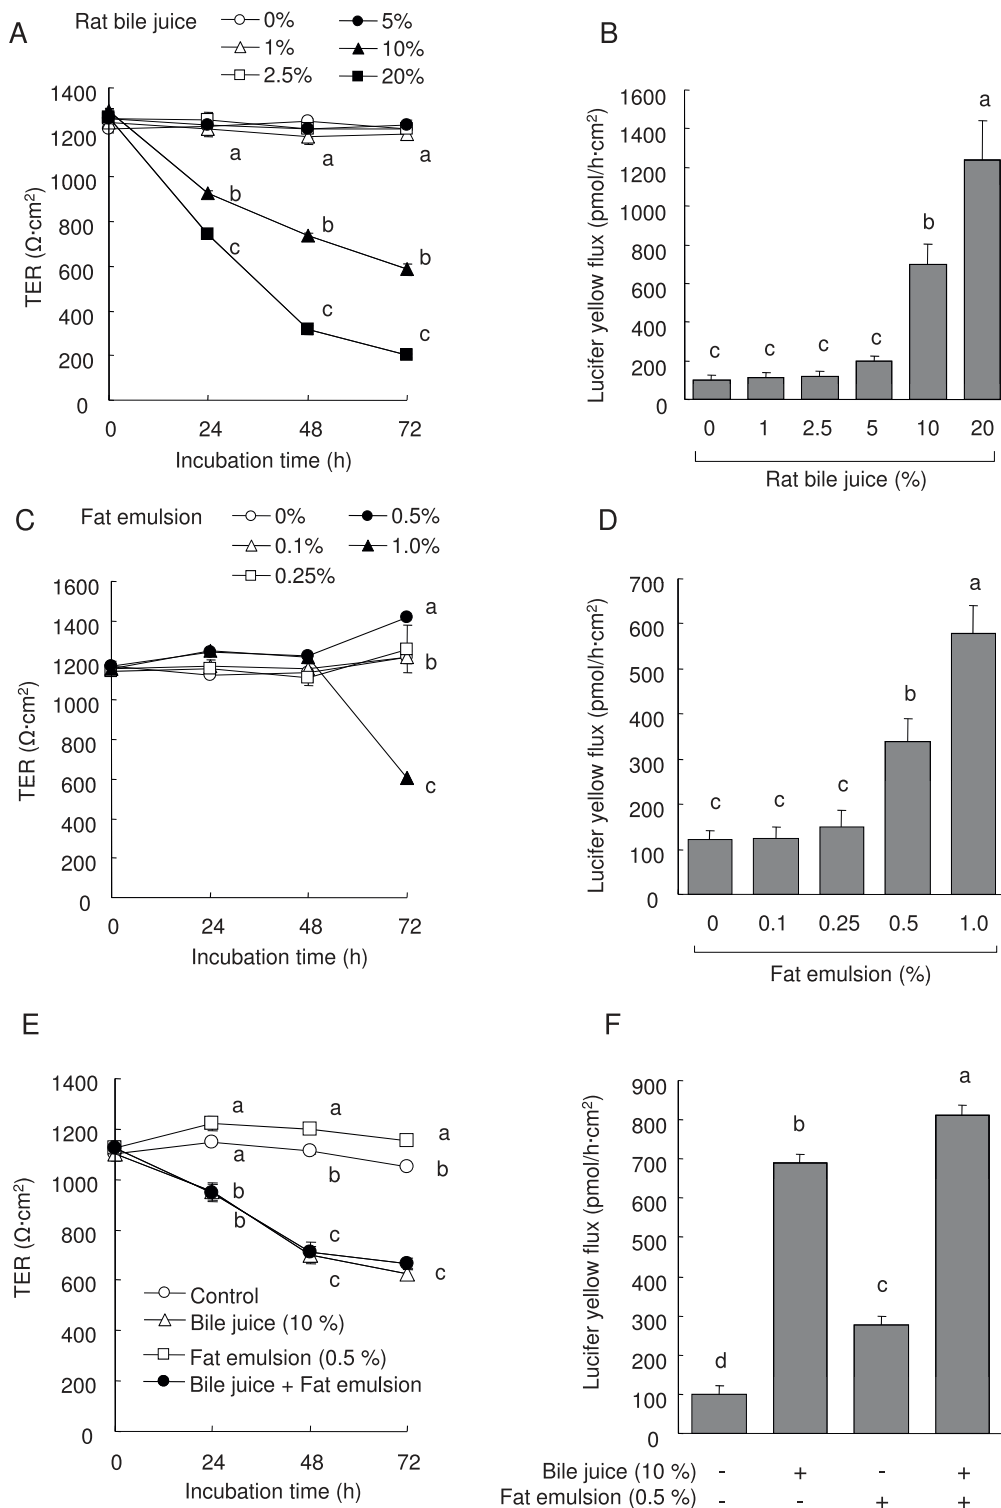 A
Rat bile juice
0%
5%
1%
10%
2.5%
20%
1400
1200
1000
800
600
400
200
0
TER (Ω·cm²)
a
a
a
b
b
b
c
c
c
0
24
48
72
Incubation time (h)
B
1600
1400
1200
1000
800
600
400
200
0
Lucifer yellow flux (pmol/h·cm²)
c
c
c
c
b
a
0
1
2.5
5
10
20
Rat bile juice (%)
C
Fat emulsion
0%
0.5%
0.1%
1.0%
0.25%
1600
1400
1200
1000
800
600
400
200
0
TER (Ω·cm²)
a
b
c
0
24
48
72
Incubation time (h)
D
700
600
500
400
300
200
100
0
Lucifer yellow flux (pmol/h·cm²)
c
c
c
b
a
0
0.1
0.25
0.5
1.0
Fat emulsion (%)
E
1400
1200
1000
800
600
400
200
0
TER (Ω·cm²)
a
a
a
a
b
b
b
b
c
c
c
Control
Bile juice (10 %)
Fat emulsion (0.5 %)
Bile juice + Fat emulsion
0
24
48
72
Incubation time (h)
F
900
800
700
600
500
400
300
200
100
0
Lucifer yellow flux (pmol/h·cm²)
d
b
c
a
Bile juice (10 %) - + - +
Fat emulsion (0.5 %) - - + +